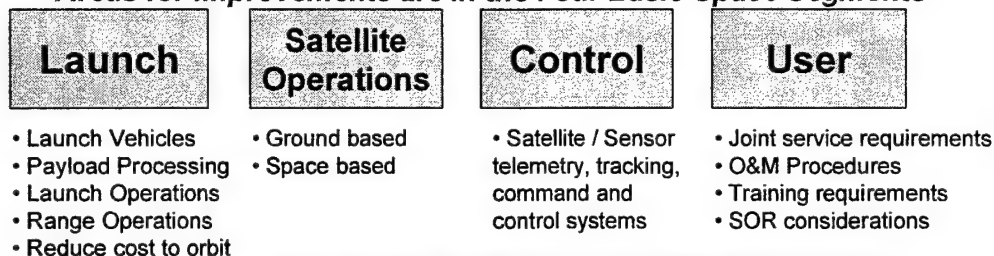 Areas for improvements are in the Four Basic Space Segments
Launch
• Launch Vehicles
• Payload Processing
• Launch Operations
• Range Operations
• Reduce cost to orbit
Satellite
Operations
• Ground based
• Space based
Control
• Satellite / Sensor
telemetry, tracking,
command and
control systems
User
• Joint service requirements
• O&M Procedures
• Training requirements
• SOR considerations